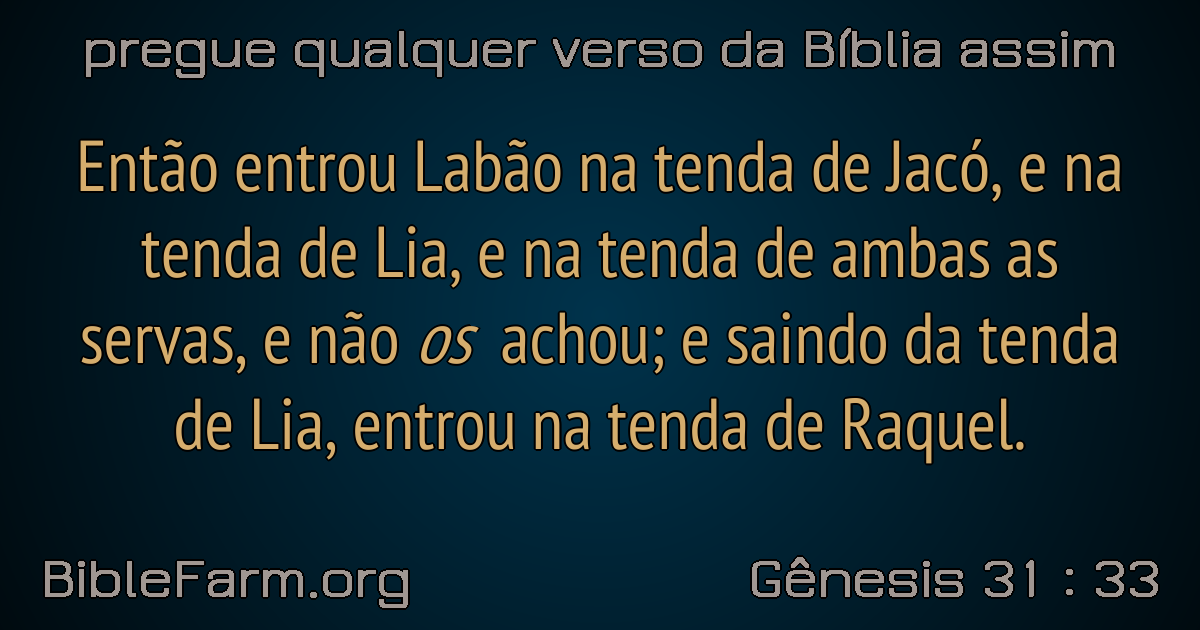 pregue qualquer verso da Bíblia assim
Então entrou Labão na tenda de Jacó, e na
tenda de Lia, e na tenda de ambas as
servas, e não os achou; e saindo da tenda
de Lia, entrou na tenda de Raquel.
BibleFarm.org
Gênesis 31 : 33